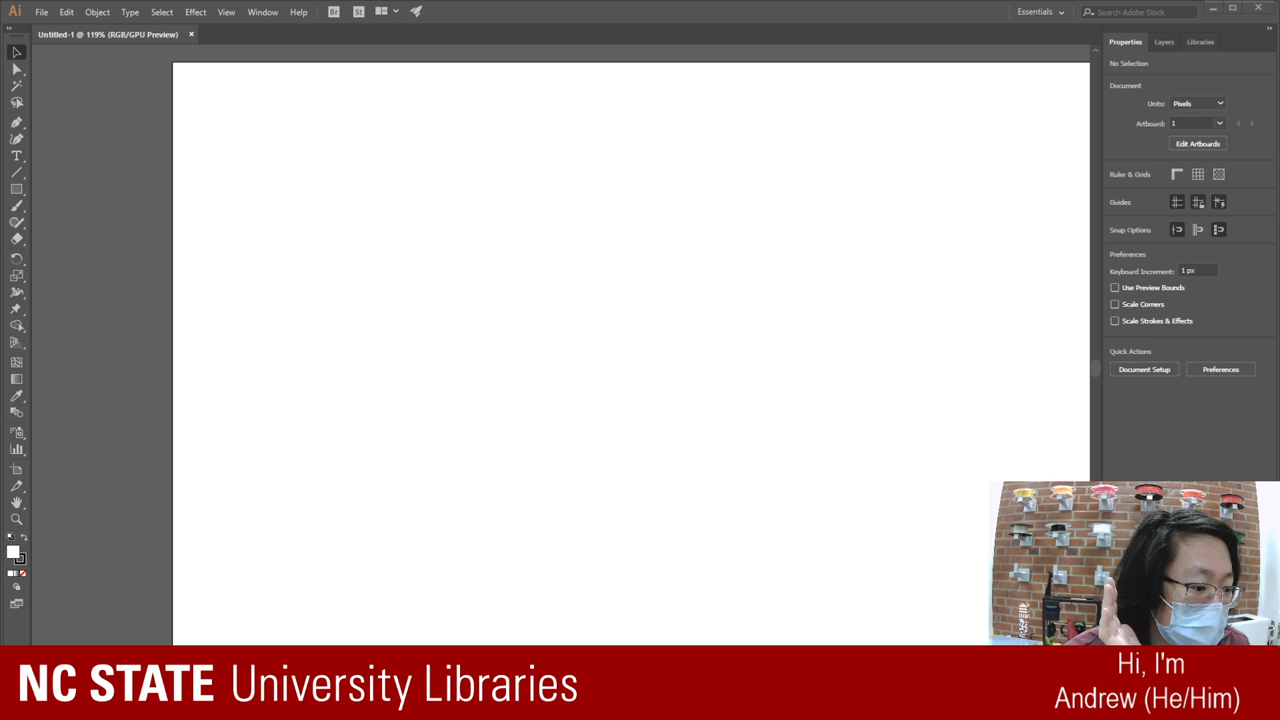 Ai File Edit Object Type Select Effect View Window Help Br St Essentials Search Adobe Stock
Untitled-1 @ 119% (RGB/GPU Preview)
Properties Layers Libraries
No Selection
Document
Units: Pixels
Artboard: 1
Edit Artboards
Ruler & Grids
Guides
Snap Options
Preferences
Keyboard Increment: 1 px
Use Preview Bounds
Scale Corners
Scale Strokes & Effects
Quick Actions
Document Setup Preferences
NC STATE University Libraries
Hi, I'm
Andrew (He/Him)